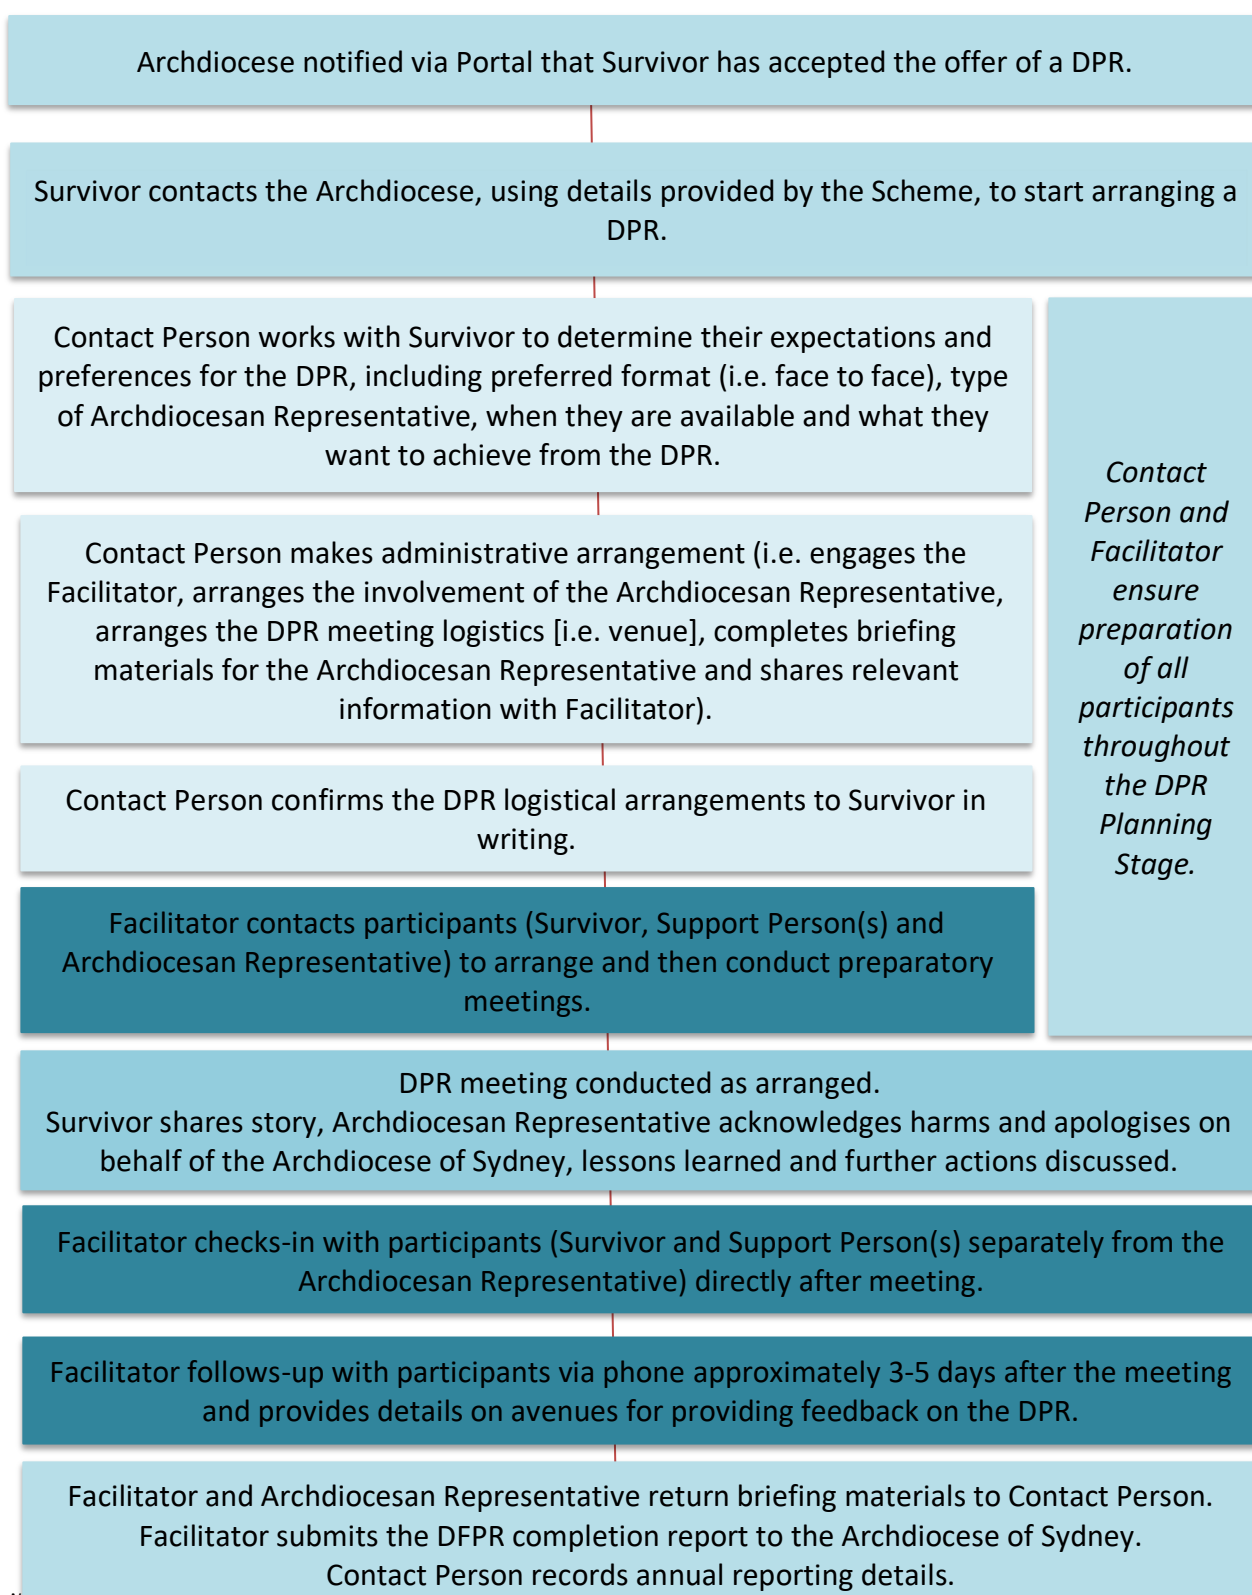 Archdiocese notified via Portal that Survivor has accepted the offer of a DPR.
Survivor contacts the Archdiocese, using details provided by the Scheme, to start arranging a
DPR.
Contact Person works with Survivor to determine their expectations and
preferences for the DPR, including preferred format (i.e. face to face), type
of Archdiocesan Representative, when they are available and what they
want to achieve from the DPR.
Contact Person makes administrative arrangement (i.e. engages the
Facilitator, arranges the involvement of the Archdiocesan Representative,
arranges the DPR meeting logistics [i.e. venue], completes briefing
materials for the Archdiocesan Representative and shares relevant
information with Facilitator).
Contact Person confirms the DPR logistical arrangements to Survivor in
writing.
Facilitator contacts participants (Survivor, Support Person(s) and
Archdiocesan Representative) to arrange and then conduct preparatory
meetings.
Contact
Person and
Facilitator
ensure
preparation
of all
participants
throughout
the DPR
Planning
Stage.
DPR meeting conducted as arranged.
Survivor shares story, Archdiocesan Representative acknowledges harms and apologises on
behalf of the Archdiocese of Sydney, lessons learned and further actions discussed.
Facilitator checks-in with participants (Survivor and Support Person(s) separately from the
Archdiocesan Representative) directly after meeting.
Facilitator follows-up with participants via phone approximately 3-5 days after the meeting
and provides details on avenues for providing feedback on the DPR.
Facilitator and Archdiocesan Representative return briefing materials to Contact Person.
Facilitator submits the DFPR completion report to the Archdiocese of Sydney.
Contact Person records annual reporting details.